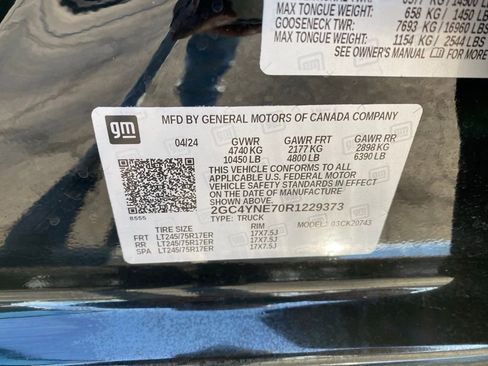 MAX TONGUE WEIGHT:
658 KG / 1450 LBS
GOOSENECK TWR:
7693 KG / 16960 LBS
MAX TONGUE WEIGHT:
1154 KG / 2544 LBS
SEE OWNER'S MANUAL FOR MORE
gm
MFD BY GENERAL MOTORS OF CANADA COMPANY
04/24 GVWR GAWR FRT GAWR RR
4740 KG 2177 KG 2898 KG
10450 LB 4800 LB 6390 LB
THIS VEHICLE CONFORMS TO ALL
APPLICABLE U.S. FEDERAL MOTOR
VEHICLE SAFETY STANDARDS IN EFFECT ON THE
DATE OF MANUFACTURE SHOWN ABOVE.
2GC4YNE70R1229373
TYPE: TRUCK
TIRE SIZE RIM
FRT LT245/75R17ER 17X7.5J
RR LT245/75R17ER 17X7.5J
SPA LT245/75R17ER 17X7.5J